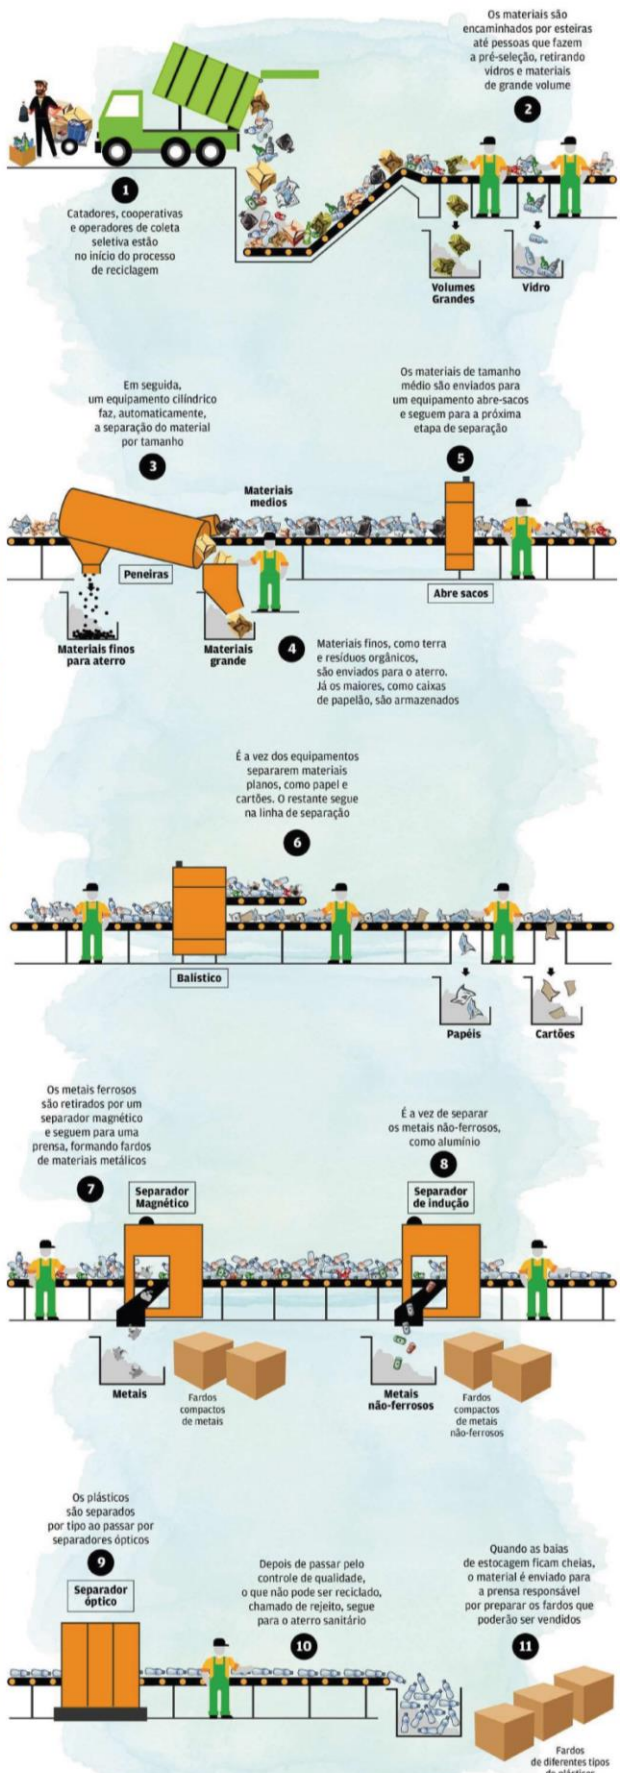 Os materiais são
encaminhados por esteiras
até pessoas que fazem
a pré-seleção, retirando
vidros e materiais
de grande volume
2
1
Catadores, cooperativas
e operadores de coleta
seletiva estão
no início do processo
de reciclagem
Volumes
Grandes
Vidro
Em seguida,
um equipamento cilíndrico
faz, automaticamente,
a separação do material
por tamanho
3
Os materiais de tamanho
médio são enviados para
um equipamento abre-sacos
e seguem para a próxima
etapa de separação
5
Materiais
medios
Peneiras
Abre sacos
Materiais finos
para aterro
Materiais
grande
4
Materiais finos, como terra
e resíduos orgânicos,
são enviados para o aterro.
Já os maiores, como caixas
de papelão, são armazenados
É a vez dos equipamentos
separarem materiais
planos, como papel e
cartões. O restante segue
na linha de separação
6
Balístico
Papéis
Cartões
Os metais ferrosos
são retirados por um
separador magnético
e seguem para uma
prensa, formando fardos
de materiais metálicos
7
É a vez de separar
os metais não-ferrosos,
como alumínio
8
Separador
Magnético
Separador
de indução
Metais
Fardos
compactos
de metais
Metais
não-ferrosos
Fardos
compactos
de metais
não-ferrosos
Os plásticos
são separados
por tipo ao passar por
separadores ópticos
9
Separador
óptico
Depois de passar pelo
controle de qualidade,
o que não pode ser reciclado,
chamado de rejeito, segue
para o aterro sanitário
10
Quando as baias
de estocagem ficam cheias,
o material é enviado para
a prensa responsável
por preparar os fardos que
poderão ser vendidos
11
Fardos
de diferentes tipos
de plásticos